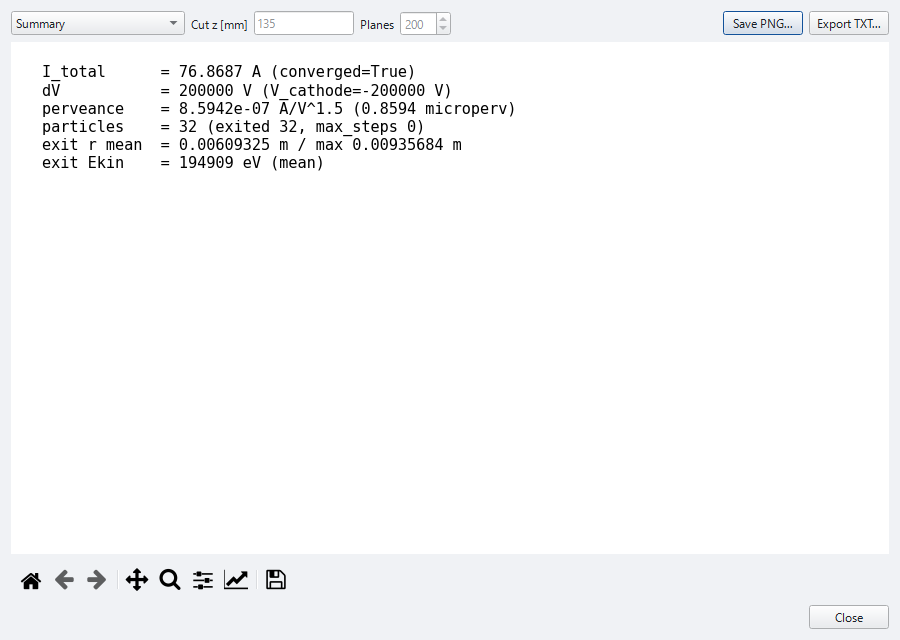 Summary Cut z [mm] 135 Planes 200 Save PNG... Export TXT...
I_total = 76.8687 A (converged=True)
dV = 200000 V (V_cathode=-200000 V)
perveance = 8.5942e-07 A/V^1.5 (0.8594 microperv)
particles = 32 (exited 32, max_steps 0)
exit r mean = 0.00609325 m / max 0.00935684 m
exit Ekin = 194909 eV (mean)
Close